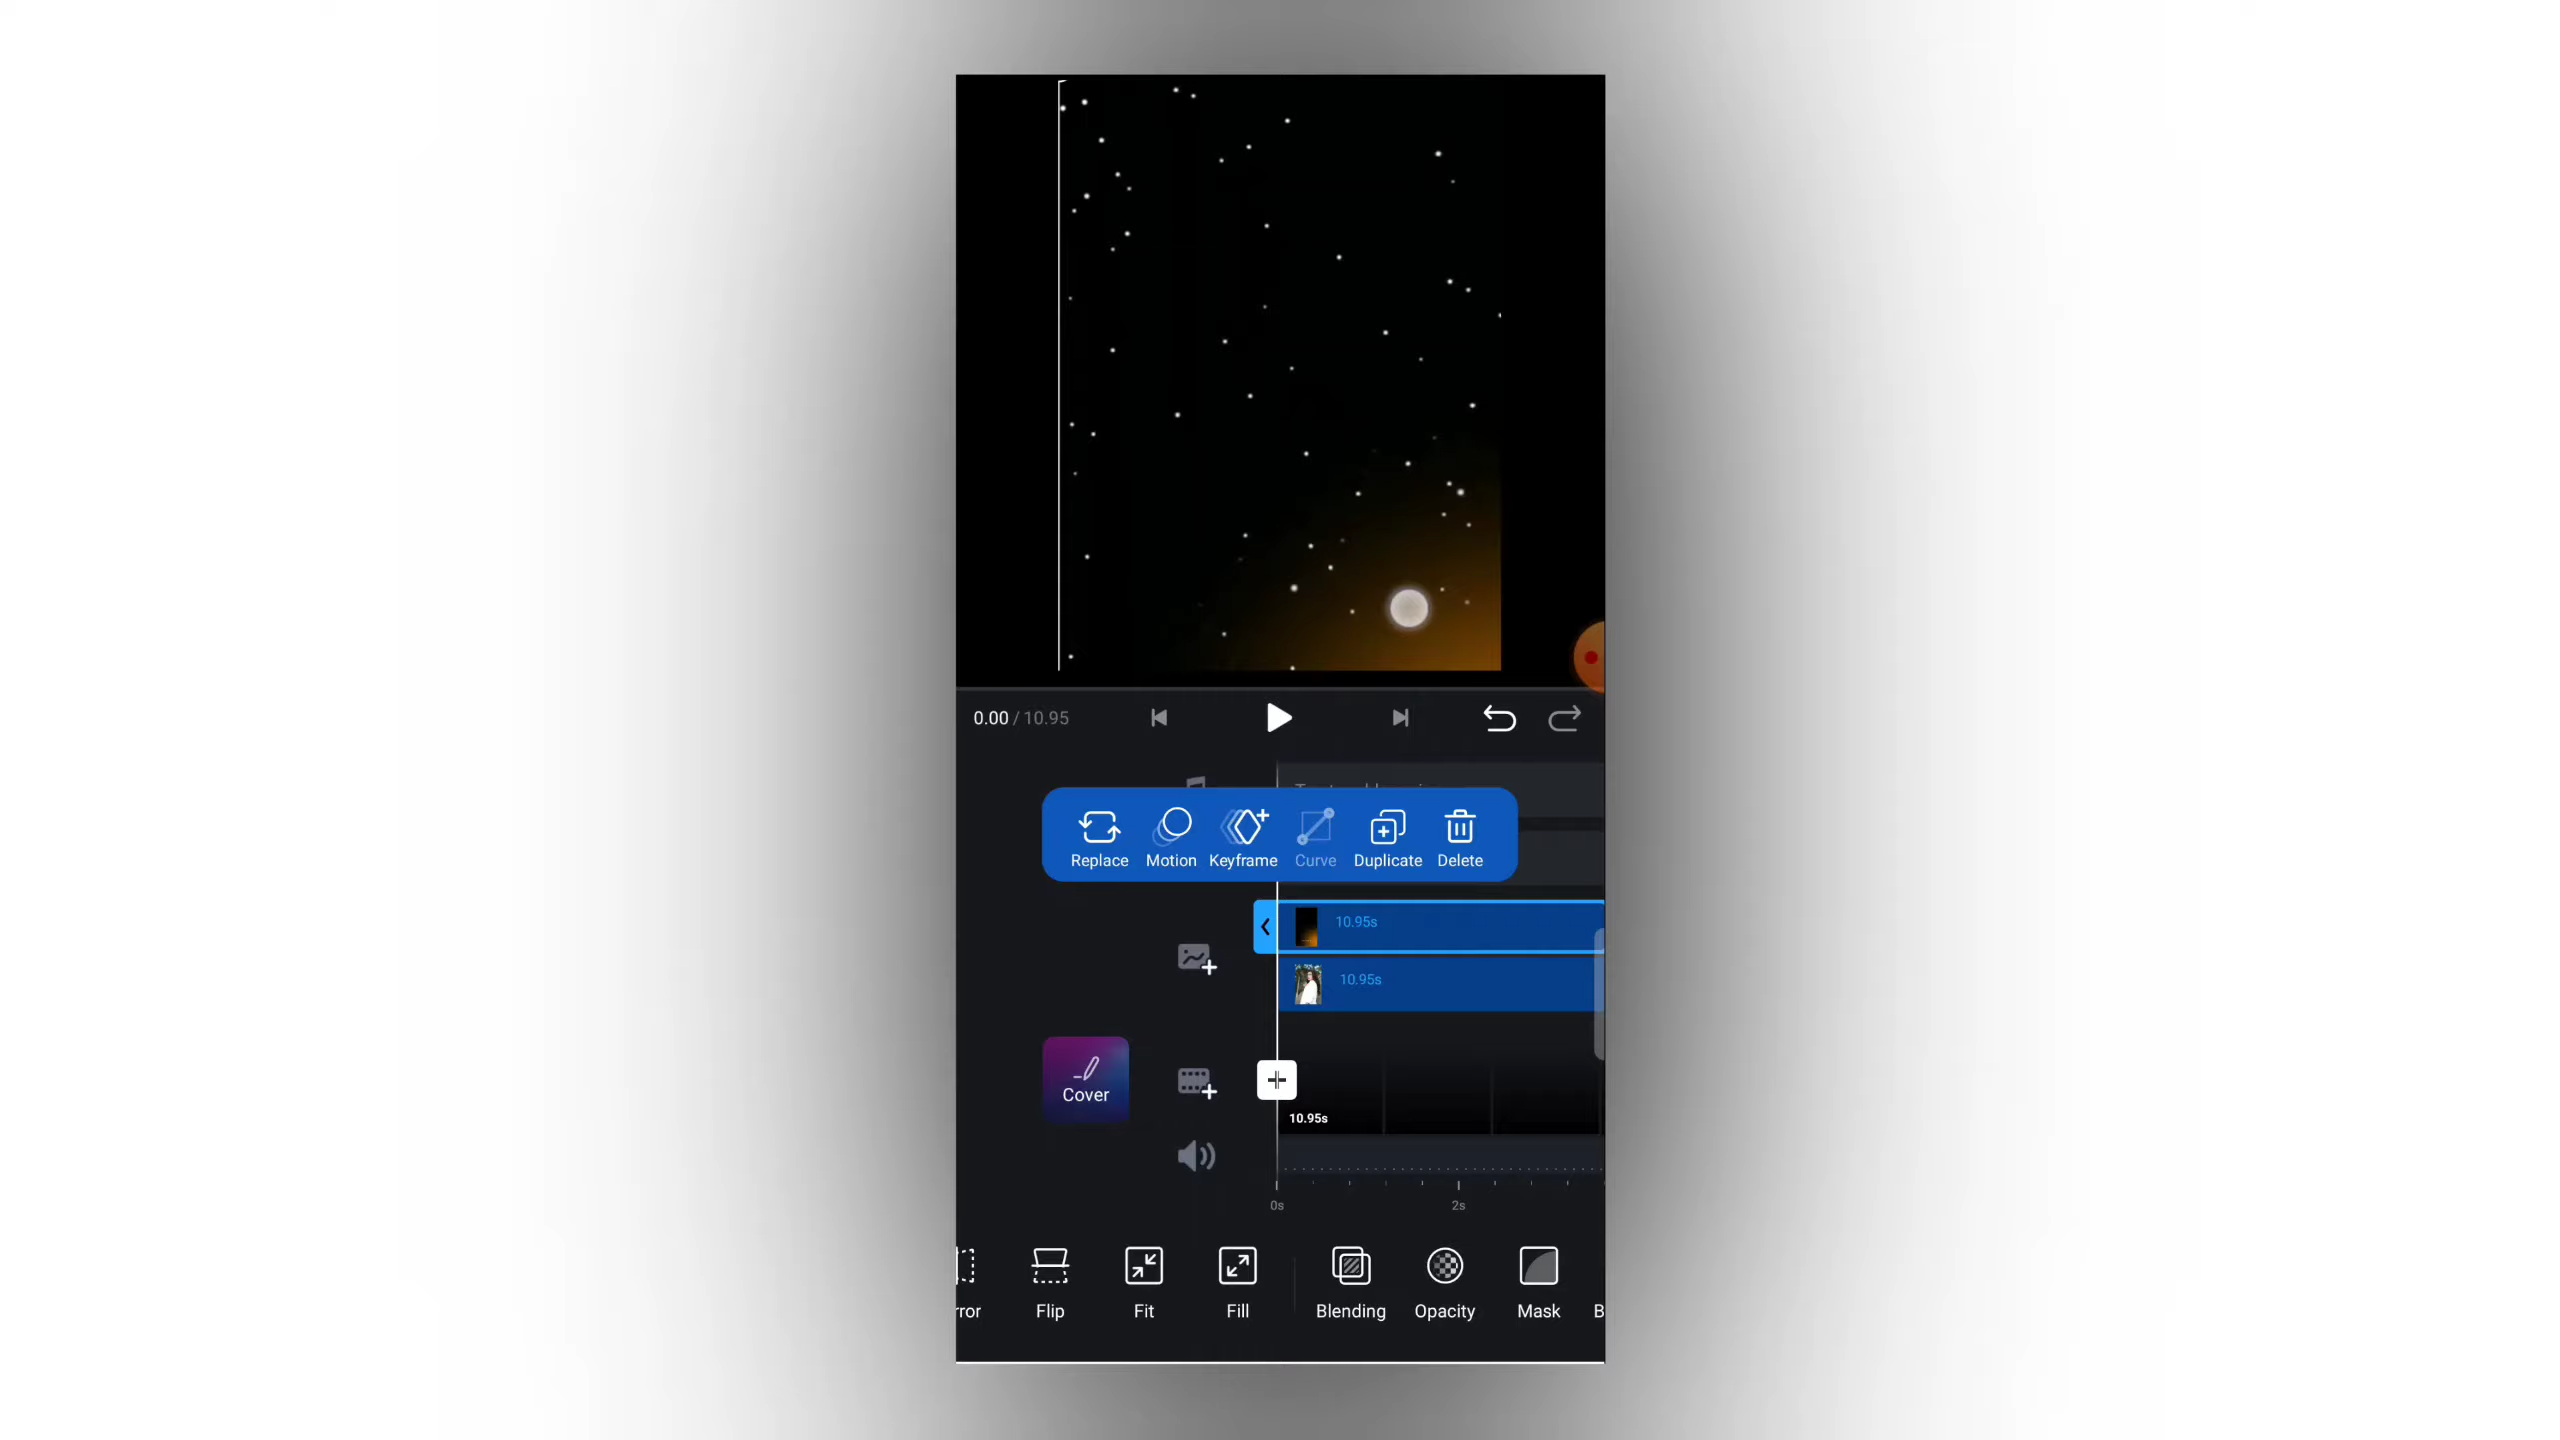 0.00 / 10.95
Replace Motion Keyframe Curve Duplicate Delete
10.95s
10.95s
Cover
10.95s
0s 2s
rror Flip Fit Fill Blending Opacity Mask B